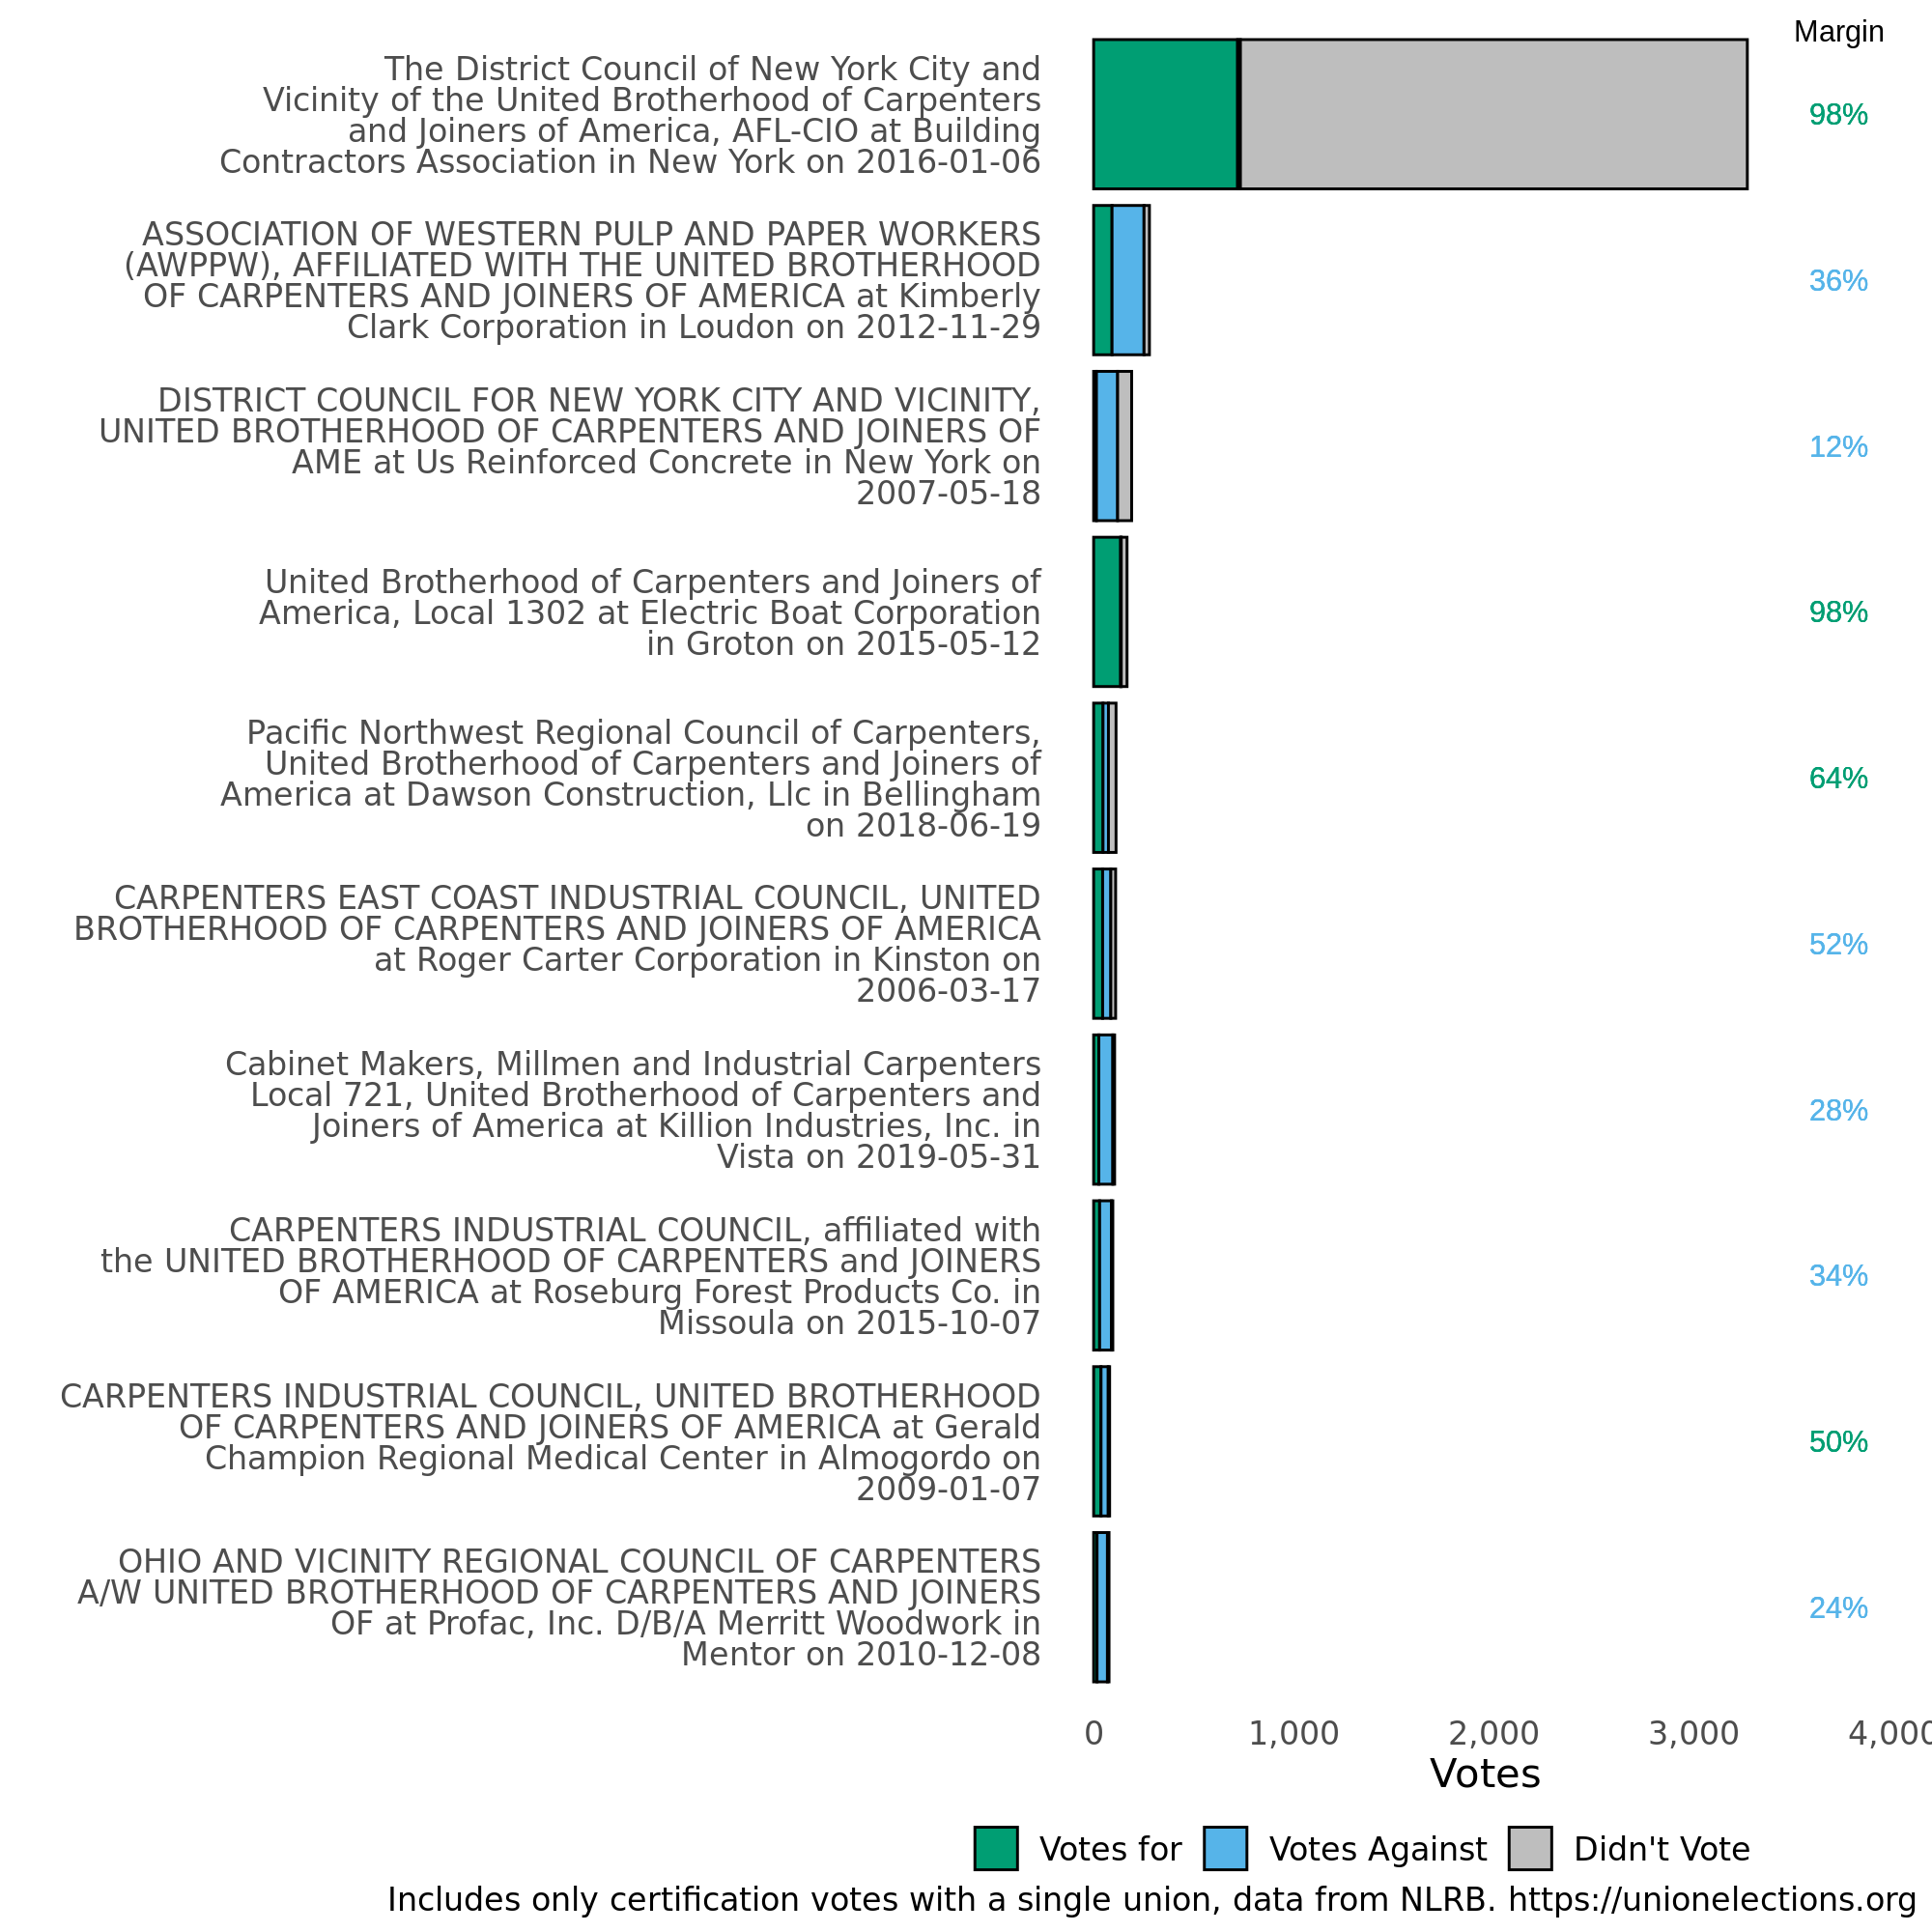 Margin
The District Council of New York City and
Vicinity of the United Brotherhood of Carpenters
and Joiners of America, AFL-CIO at Building
Contractors Association in New York on 2016-01-06
98%
ASSOCIATION OF WESTERN PULP AND PAPER WORKERS
(AWPPW), AFFILIATED WITH THE UNITED BROTHERHOOD
OF CARPENTERS AND JOINERS OF AMERICA at Kimberly
Clark Corporation in Loudon on 2012-11-29
36%
DISTRICT COUNCIL FOR NEW YORK CITY AND VICINITY,
UNITED BROTHERHOOD OF CARPENTERS AND JOINERS OF
AME at Us Reinforced Concrete in New York on
2007-05-18
12%
United Brotherhood of Carpenters and Joiners of
America, Local 1302 at Electric Boat Corporation
in Groton on 2015-05-12
98%
Pacific Northwest Regional Council of Carpenters,
United Brotherhood of Carpenters and Joiners of
America at Dawson Construction, Llc in Bellingham
on 2018-06-19
64%
CARPENTERS EAST COAST INDUSTRIAL COUNCIL, UNITED
BROTHERHOOD OF CARPENTERS AND JOINERS OF AMERICA
at Roger Carter Corporation in Kinston on
2006-03-17
52%
Cabinet Makers, Millmen and Industrial Carpenters
Local 721, United Brotherhood of Carpenters and
Joiners of America at Killion Industries, Inc. in
Vista on 2019-05-31
28%
CARPENTERS INDUSTRIAL COUNCIL, affiliated with
the UNITED BROTHERHOOD OF CARPENTERS and JOINERS
OF AMERICA at Roseburg Forest Products Co. in
Missoula on 2015-10-07
34%
CARPENTERS INDUSTRIAL COUNCIL, UNITED BROTHERHOOD
OF CARPENTERS AND JOINERS OF AMERICA at Gerald
Champion Regional Medical Center in Almogordo on
2009-01-07
50%
OHIO AND VICINITY REGIONAL COUNCIL OF CARPENTERS
A/W UNITED BROTHERHOOD OF CARPENTERS AND JOINERS
OF at Profac, Inc. D/B/A Merritt Woodwork in
Mentor on 2010-12-08
24%
0 1,000 2,000 3,000 4,000
Votes
Votes for Votes Against Didn't Vote
Includes only certification votes with a single union, data from NLRB. https://unionelections.org